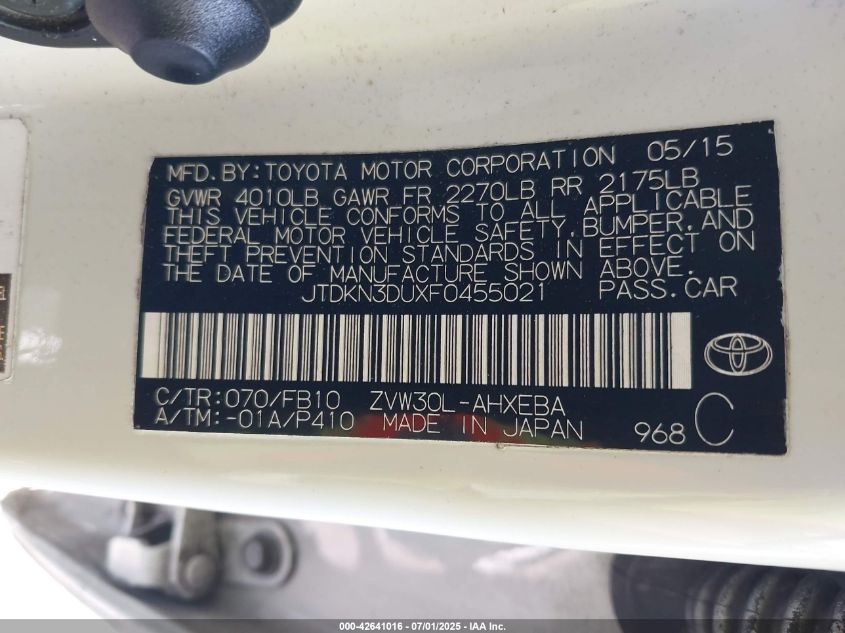 MFD. BY: TOYOTA MOTOR CORPORATION 05/15
GVWR 4010LB GAWR FR 2270LB RR 2175LB
THIS VEHICLE CONFORMS TO ALL APPLICABLE
FEDERAL MOTOR VEHICLE SAFETY, BUMPER, AND
THEFT PREVENTION STANDARDS IN EFFECT ON
THE DATE OF MANUFACTURE SHOWN ABOVE.
JTDKN3DUXF0455021 PASS. CAR
C/TR: 070/FB10 ZVW30L-AHXEBA
A/TM: -01A/P410 MADE IN JAPAN 968 C
000-42641016 - 07/01/2025 - IAA Inc.